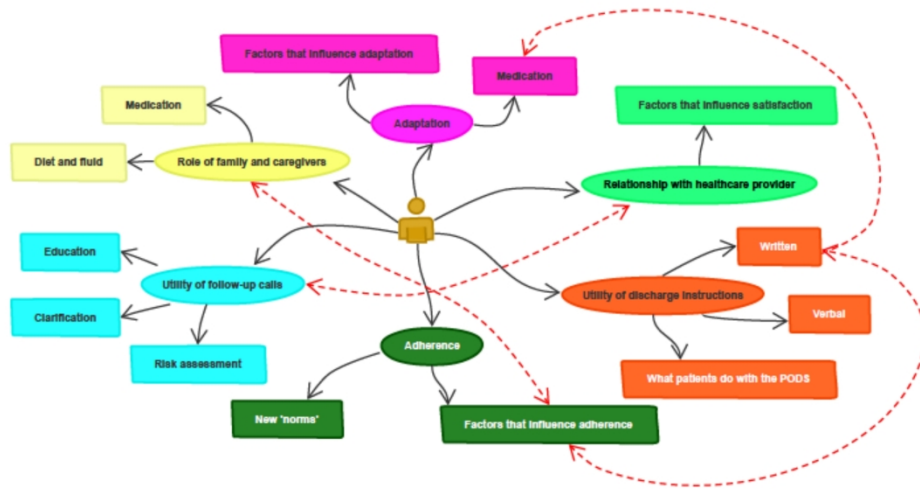 Factors that influence adaptation
Medication
Medication
Adaptation
Factors that influence satisfaction
Diet and fluid
Role of family and caregivers
Relationship with healthcare provider
Education
Written
Utility of follow-up calls
Utility of discharge instructions
Clarification
Verbal
Adherence
Risk assessment
What patients do with the PODS
New 'norms'
Factors that influence adherence